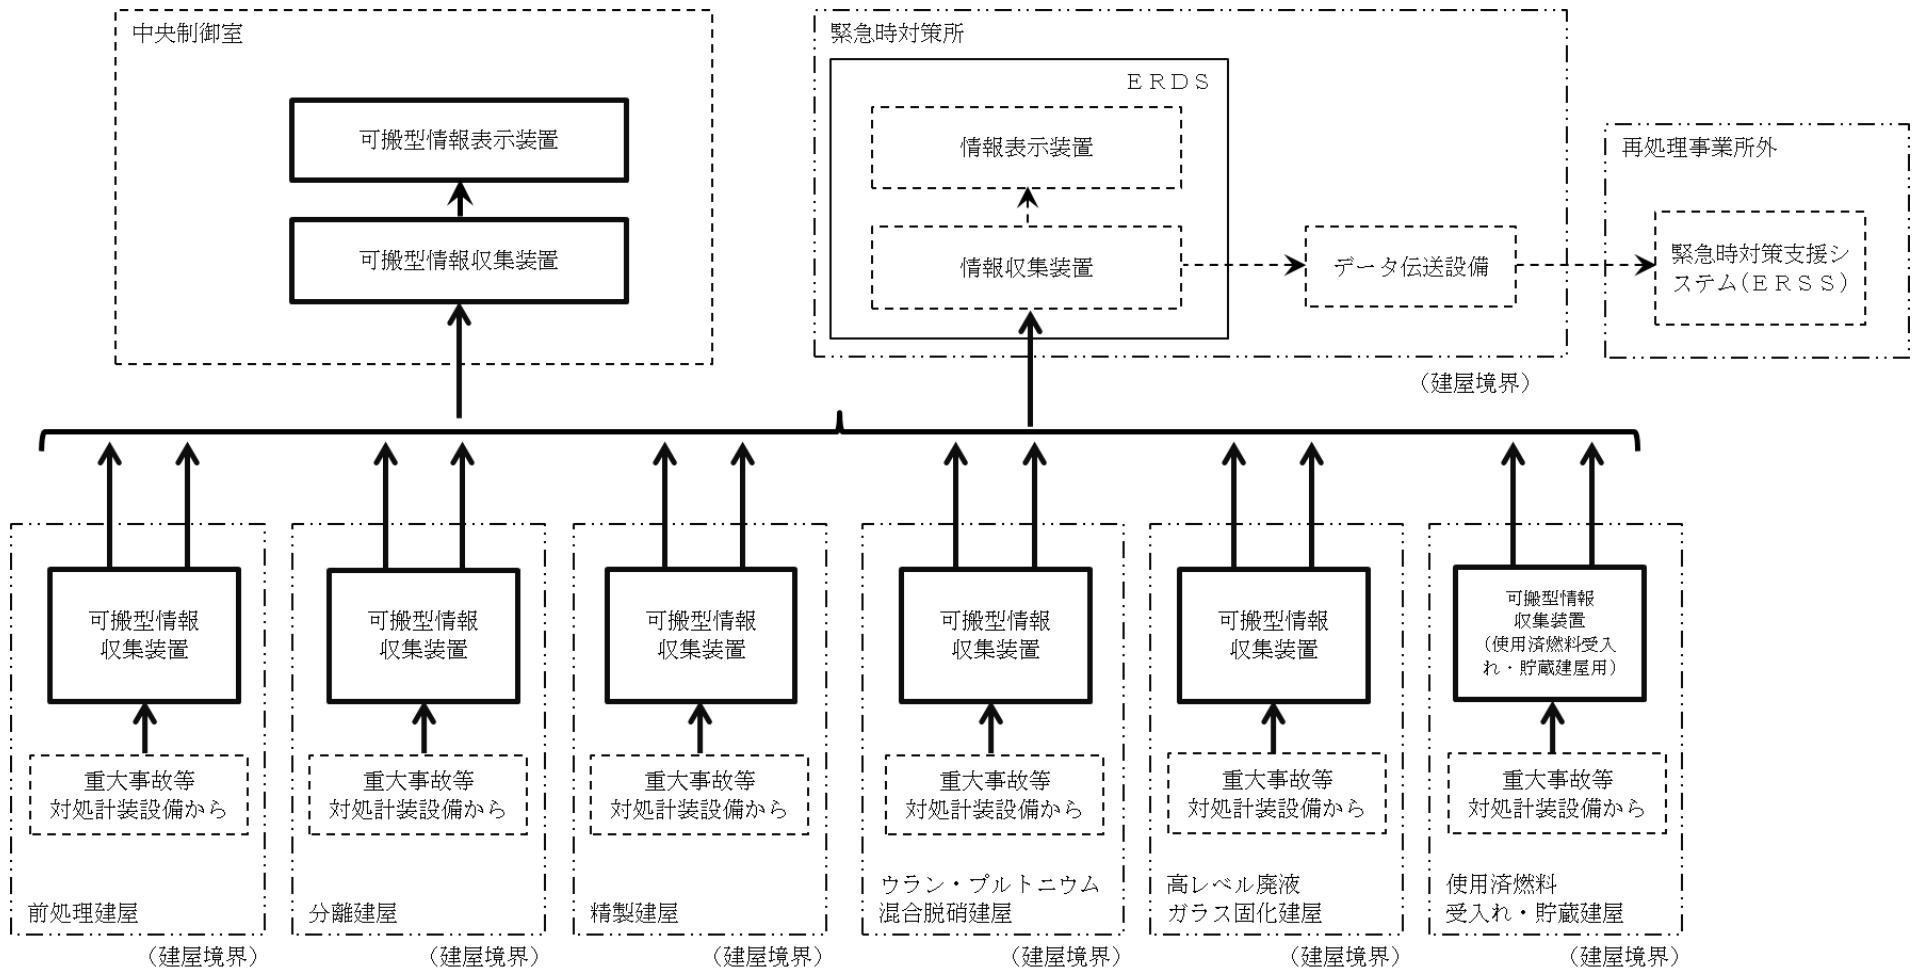 中央制御室
可搬型情報表示装置
可搬型情報収集装置
緊急時対策所
ERDS
情報表示装置
情報収集装置
データ伝送設備
(建屋境界)
再処理事業所外
緊急時対策支援シ
ステム(ERSS)
可搬型情報
収集装置
重大事故等
対処計装設備から
前処理建屋
(建屋境界)
可搬型情報
収集装置
重大事故等
対処計装設備から
分離建屋
(建屋境界)
可搬型情報
収集装置
重大事故等
対処計装設備から
精製建屋
(建屋境界)
可搬型情報
収集装置
重大事故等
対処計装設備から
ウラン・プルトニウム
混合脱硝建屋
(建屋境界)
可搬型情報
収集装置
重大事故等
対処計装設備から
高レベル廃液
ガラス固化建屋
(建屋境界)
可搬型情報
収集装置
(使用済燃料受入
れ・貯蔵建屋用)
重大事故等
対処計装設備から
使用済燃料
受入れ・貯蔵建屋
(建屋境界)